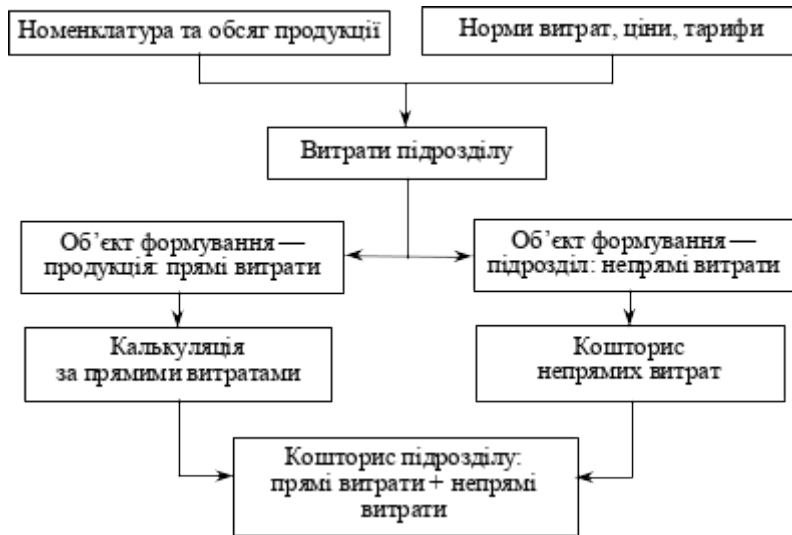 Номенклатура та обсяг продукції
Норми витрат, ціни, тарифи
Витрати підрозділу
Об’єкт формування —
продукція: прямі витрати
Об’єкт формування —
підрозділ: непрямі витрати
Калькуляція
за прямими витратами
Кошторис
непрямих витрат
Кошторис підрозділу:
прямі витрати + непрямі
витрати